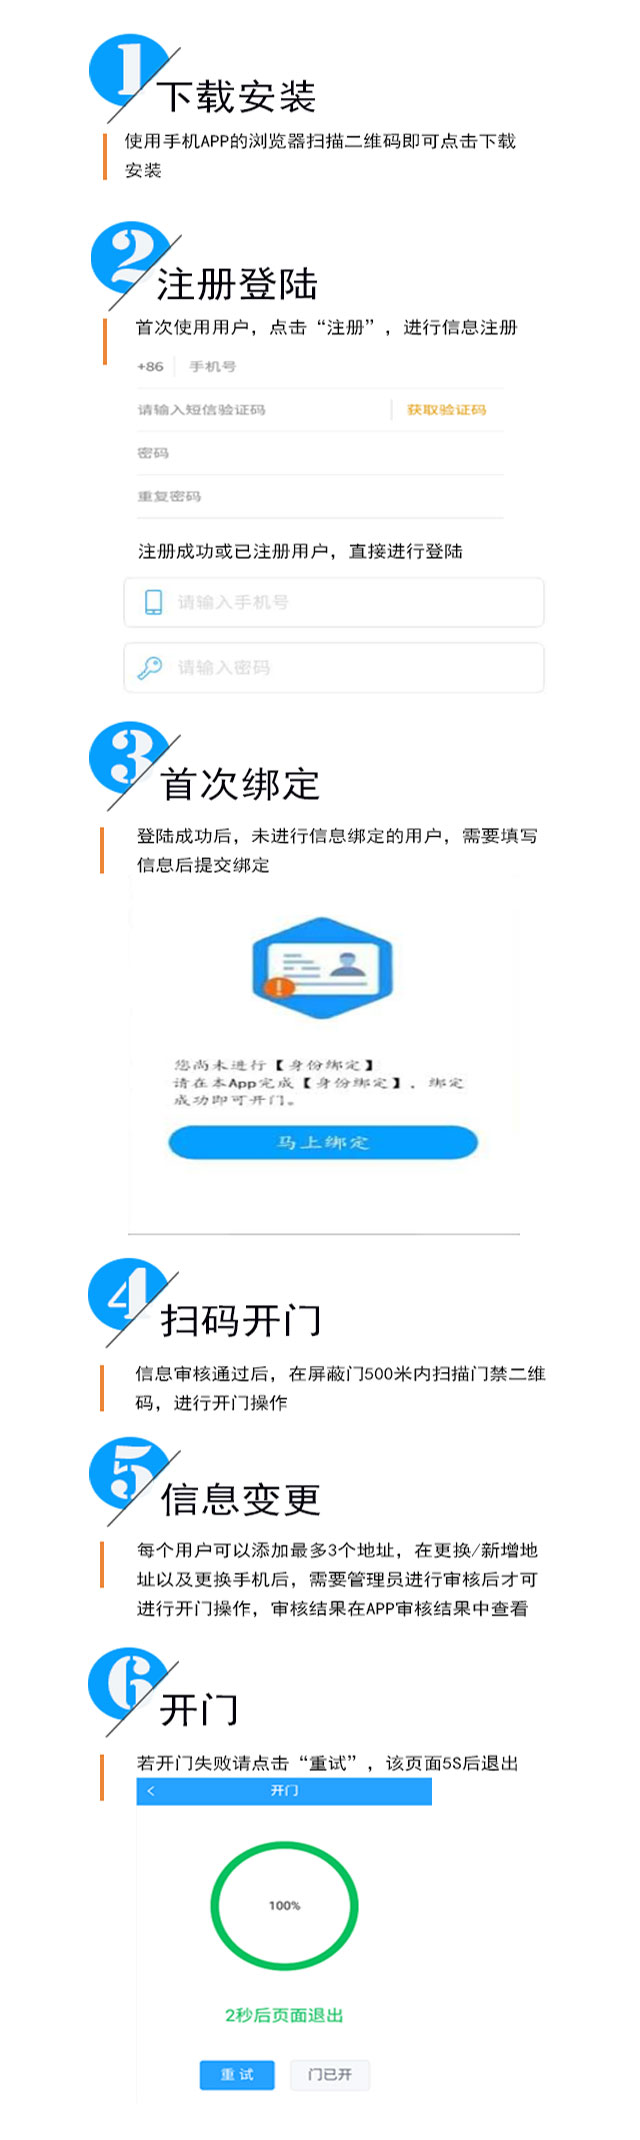 1
下载安装
使用手机APP的浏览器扫描二维码即可点击下载
安装
2
注册登陆
首次使用用户，点击“注册”，进行信息注册
+86 手机号
请输入短信验证码 获取验证码
密码
重复密码
注册成功或已注册用户，直接进行登陆
请输入手机号
请输入密码
3
首次绑定
登陆成功后，未进行信息绑定的用户，需要填写
信息后提交绑定
您尚未进行【身份绑定】
请在本App完成【身份绑定】，绑定
成功即可开门。
马上绑定
4
扫码开门
信息审核通过后，在屏蔽门500米内扫描门禁二维
码，进行开门操作
5
信息变更
每个用户可以添加最多3个地址，在更换/新增地
址以及更换手机后，需要管理员进行审核后才可
进行开门操作，审核结果在APP审核结果中查看
6
开门
若开门失败请点击“重试”，该页面5S后退出
< 开门
100%
2秒后页面退出
重试 门已开